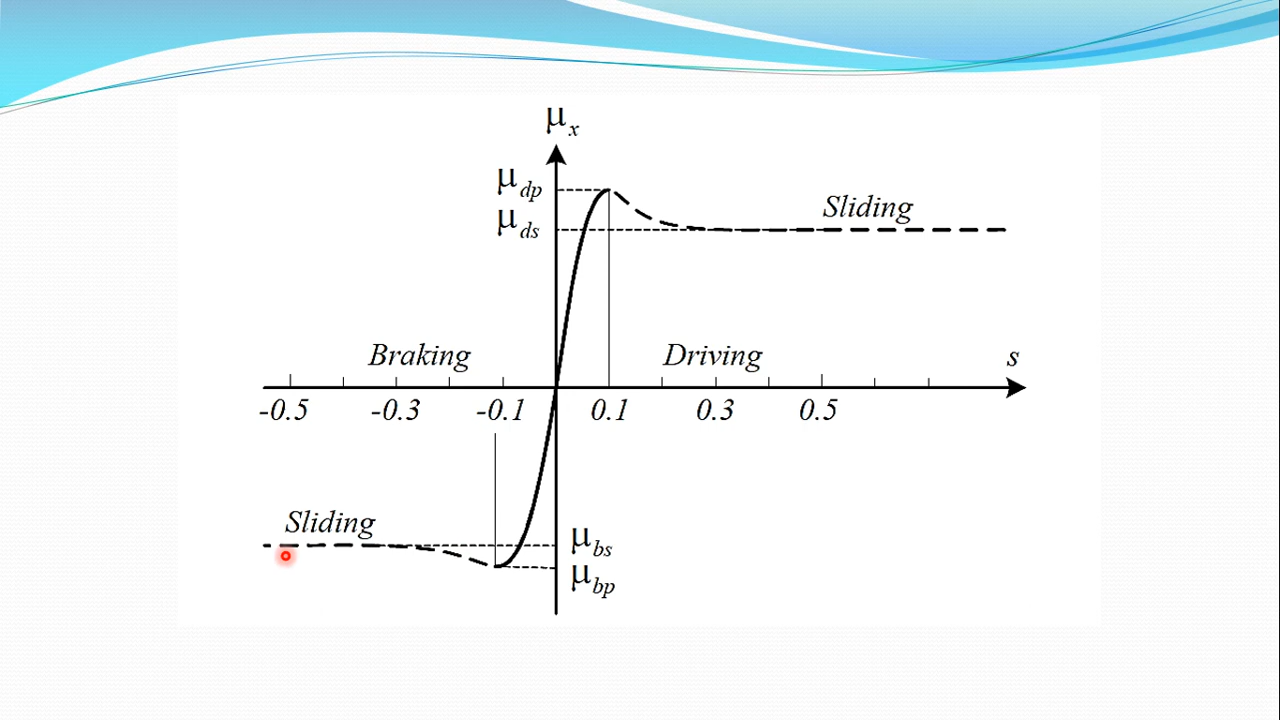 μx
μdp
μds
Sliding
Braking
Driving
s
-0.5 -0.3 -0.1 0.1 0.3 0.5
Sliding
μbs
μbp